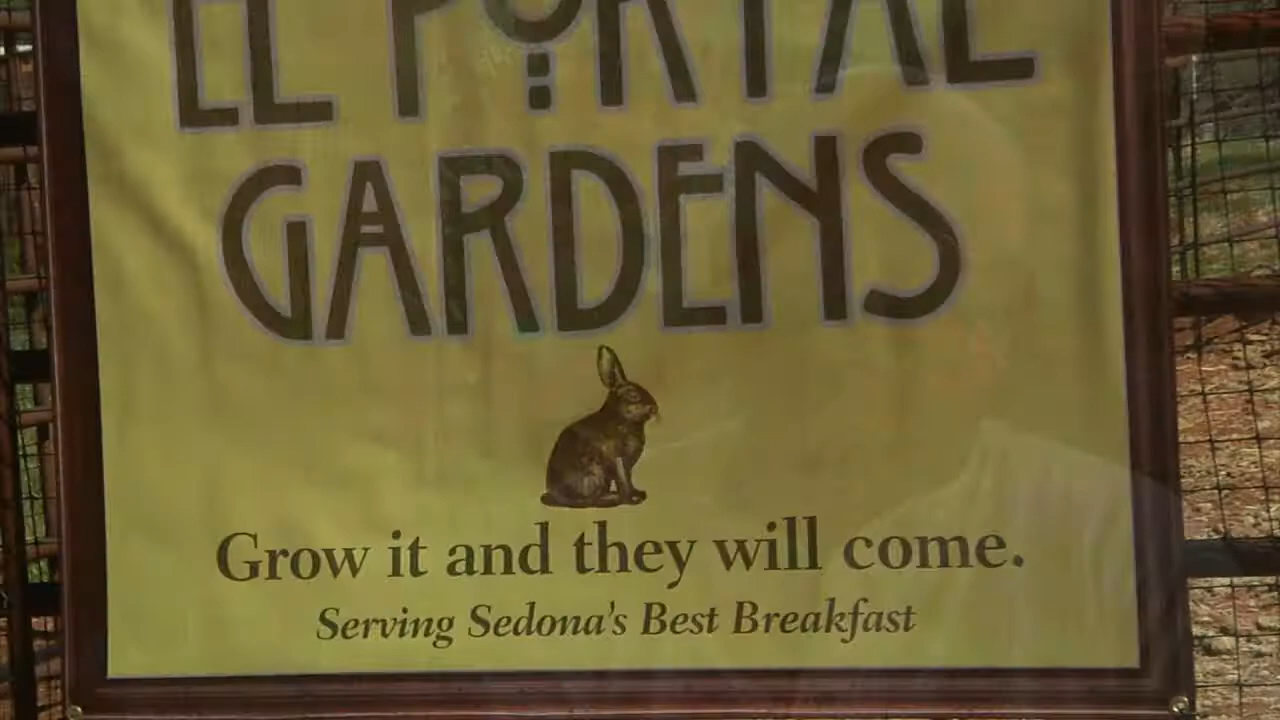 EL PORTAL
GARDENS
Grow it and they will come.
Serving Sedona's Best Breakfast